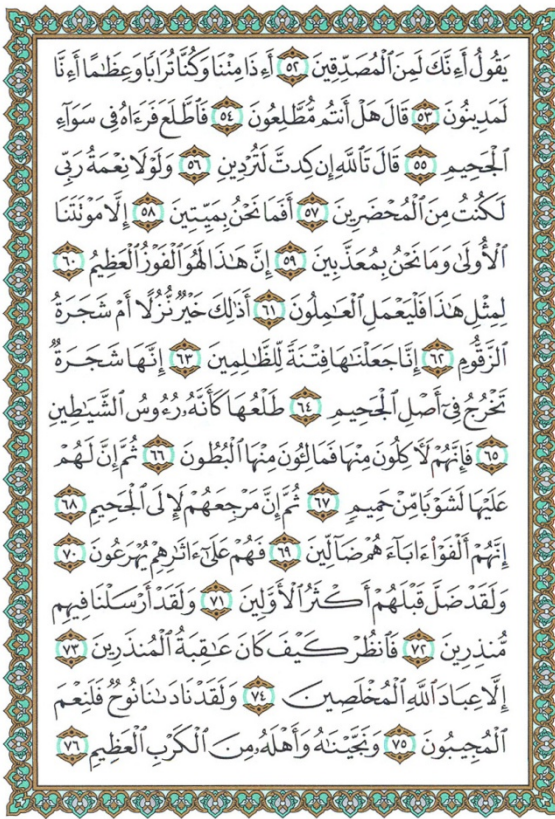 يَقُولُ أَءِنَّكَ لَمِنَ ٱلْمُصَدِّقِينَ ٥٢ أَءِذَا مِتْنَا وَكُنَّا تُرَابًا وَعِظَٰمًا أَءِنَّا
لَمَدِينُونَ ٥٣ قَالَ هَلْ أَنتُم مُّطَّلِعُونَ ٥٤ فَٱطَّلَعَ فَرَءَاهُ فِى سَوَآءِ
ٱلْجَحِيمِ ٥٥ قَالَ تَٱللَّهِ إِن كِدتَّ لَتُرْدِينِ ٥٦ وَلَوْلَا نِعْمَةُ رَبِّى
لَكُنتُ مِنَ ٱلْمُحْضَرِينَ ٥٧ أَفَمَا نَحْنُ بِمَيِّتِينَ ٥٨ إِلَّا مَوْتَتَنَا
ٱلْأُولَىٰ وَمَا نَحْنُ بِمُعَذَّبِينَ ٥٩ إِنَّ هَٰذَا لَهُوَ ٱلْفَوْزُ ٱلْعَظِيمُ ٦٠
لِمِثْلِ هَٰذَا فَلْيَعْمَلِ ٱلْعَٰمِلُونَ ٦١ أَذَٰلِكَ خَيْرٌ نُّزُلًا أَمْ شَجَرَةُ
ٱلزَّقُّومِ ٦٢ إِنَّا جَعَلْنَٰهَا فِتْنَةً لِّلظَّٰلِمِينَ ٦٣ إِنَّهَا شَجَرَةٌ
تَخْرُجُ فِىٓ أَصْلِ ٱلْجَحِيمِ ٦٤ طَلْعُهَا كَأَنَّهُۥ رُءُوسُ ٱلشَّيَٰطِينِ
٦٥ فَإِنَّهُمْ لَءَاكِلُونَ مِنْهَا فَمَالِـُٔونَ مِنْهَا ٱلْبُطُونَ ٦٦ ثُمَّ إِنَّ لَهُمْ
عَلَيْهَا لَشَوْبًا مِّنْ حَمِيمٍ ٦٧ ثُمَّ إِنَّ مَرْجِعَهُمْ لَإِلَى ٱلْجَحِيمِ ٦٨
إِنَّهُمْ أَلْفَوْا۟ ءَابَآءَهُمْ ضَآلِّينَ ٦٩ فَهُمْ عَلَىٰٓ ءَاثَٰرِهِمْ يُهْرَعُونَ ٧٠
وَلَقَدْ ضَلَّ قَبْلَهُمْ أَكْثَرُ ٱلْأَوَّلِينَ ٧١ وَلَقَدْ أَرْسَلْنَا فِيهِم
مُّنذِرِينَ ٧٢ فَٱنظُرْ كَيْفَ كَانَ عَٰقِبَةُ ٱلْمُنذَرِينَ ٧٣
إِلَّا عِبَادَ ٱللَّهِ ٱلْمُخْلَصِينَ ٧٤ وَلَقَدْ نَادَىٰنَا نُوحٌ فَلَنِعْمَ
ٱلْمُجِيبُونَ ٧٥ وَنَجَّيْنَٰهُ وَأَهْلَهُۥ مِنَ ٱلْكَرْبِ ٱلْعَظِيمِ ٧٦